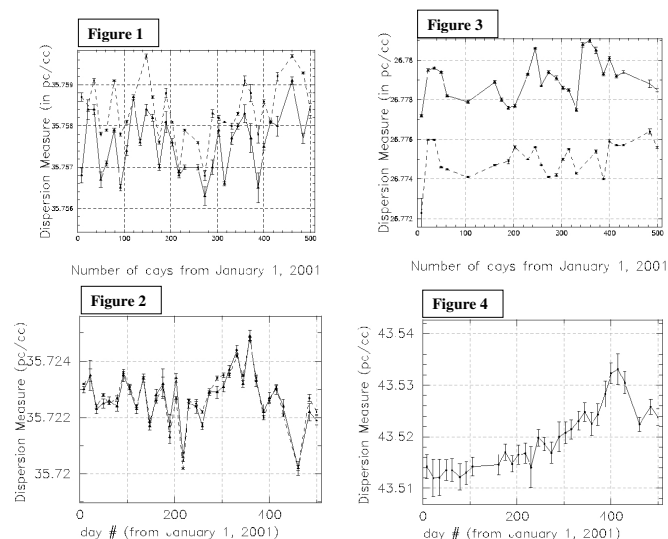 Figure 1
Dispersion Measure (in pc/cc)
35.759
35.758
35.757
35.756
0 100 200 300 400 500
Number of cays from January 1, 2001
Figure 3
Dispersion Measure (in pc/cc)
26.78
26.778
26.776
26.774
26.772
0 100 200 300 400 500
Number of cays from January 1, 2001
Figure 2
Dispersion Measure (pc/cc)
35.724
35.722
35.72
0 200 400
day # (from January 1, 2001)
Figure 4
Dispersion Measure (pc/cc)
43.54
43.53
43.52
43.51
0 200 400
day # (from January 1, 2001)